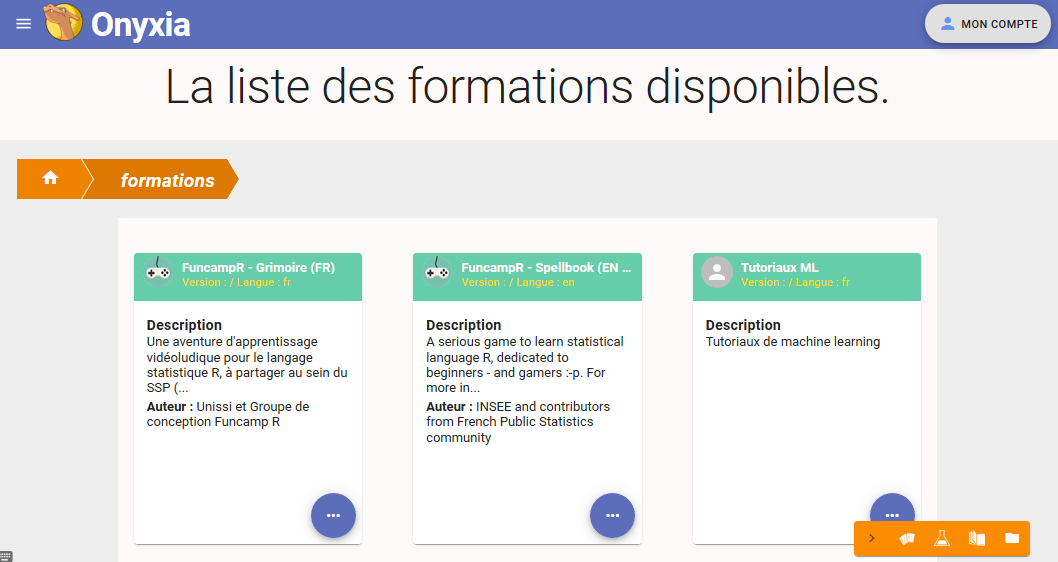 Onyxia
MON COMPTE
La liste des formations disponibles.
formations
FuncampR - Grimoire (FR)
Version : / Langue : fr
Description
Une aventure d'apprentissage
vidéoludique pour le langage
statistique R, à partager au sein du
SSP (...
Auteur : Unissi et Groupe de
conception Funcamp R
FuncampR - Spellbook (EN ...
Version : / Langue : en
Description
A serious game to learn statistical
language R, dedicated to
beginners - and gamers :-p. For
more in...
Auteur : INSEE and contributors
from French Public Statistics
community
Tutoriaux ML
Version : / Langue : fr
Description
Tutoriaux de machine learning